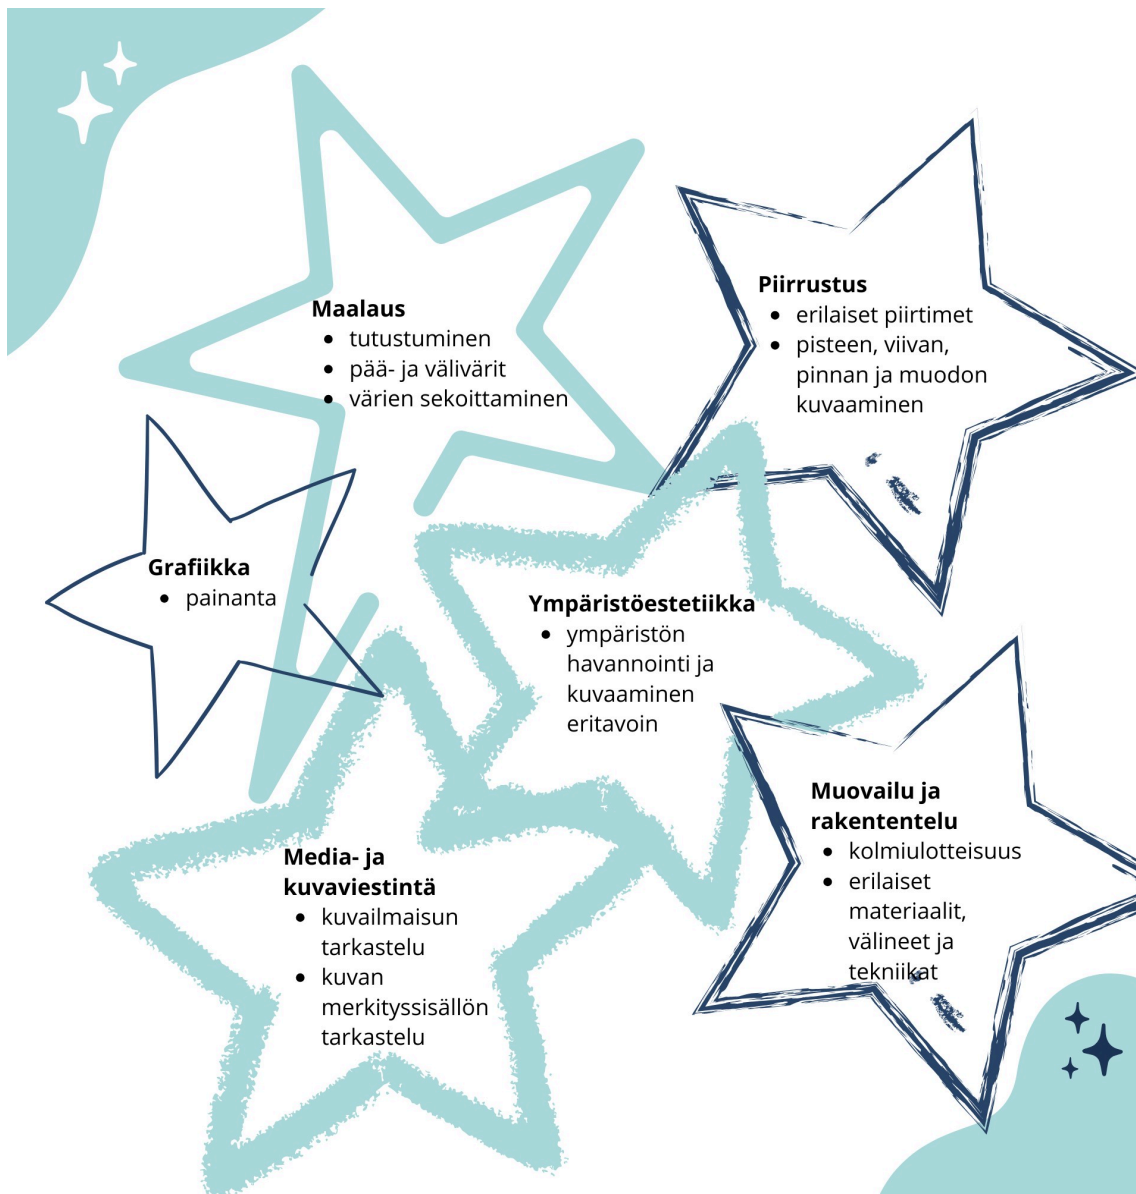 Maalaus
• tutustuminen
• pää- ja välivärit
• värien sekoittaminen
Piirrustus
• erilaiset piirtimet
• pisteen, viivan,
pinnan ja muodon
kuvaaminen
Grafiikka
• painanta
Ympäristöestetiikka
• ympäristön
havannointi ja
kuvaaminen
eritavoin
Muovailu ja
rakententelu
• kolmiulotteisuus
• erilaiset
materiaalit,
välineet ja
tekniikat
Media- ja
kuvaviestintä
• kuvailmaisun
tarkastelu
• kuvan
merkityssisällön
tarkastelu